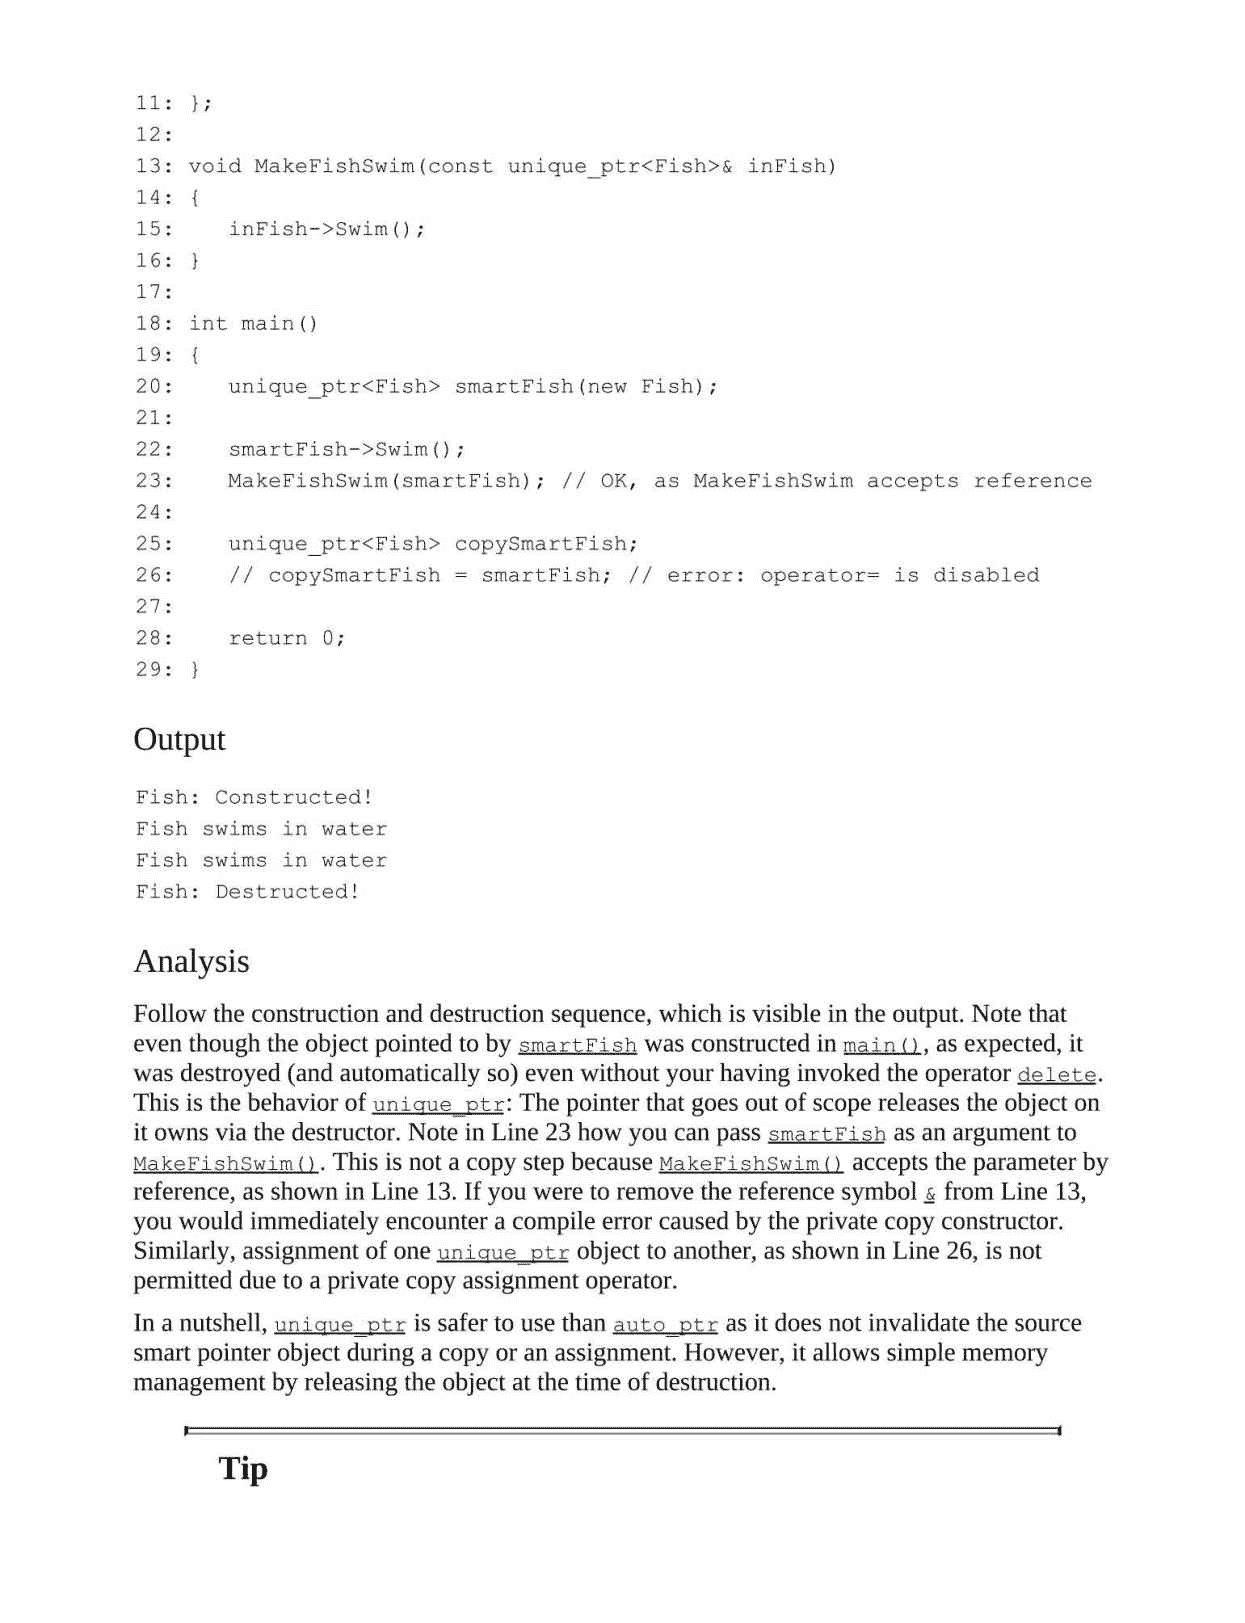 11: };
12:
13: void MakeFishSwim(const unique_ptr<Fish>& inFish)
14: {
15:    inFish->Swim();
16: }
17:
18: int main()
19: {
20:    unique_ptr<Fish> smartFish(new Fish);
21:
22:    smartFish->Swim();
23:    MakeFishSwim(smartFish); // OK, as MakeFishSwim accepts reference
24:
25:    unique_ptr<Fish> copySmartFish;
26:    // copySmartFish = smartFish; // error: operator= is disabled
27:
28:    return 0;
29: }
Output
Fish: Constructed!
Fish swims in water
Fish swims in water
Fish: Destructed!
Analysis
Follow the construction and destruction sequence, which is visible in the output. Note that
even though the object pointed to by smartFish was constructed in main(), as expected, it
was destroyed (and automatically so) even without your having invoked the operator delete.
This is the behavior of unique_ptr: The pointer that goes out of scope releases the object on
it owns via the destructor. Note in Line 23 how you can pass smartFish as an argument to
MakeFishSwim(). This is not a copy step because MakeFishSwim() accepts the parameter by
reference, as shown in Line 13. If you were to remove the reference symbol & from Line 13,
you would immediately encounter a compile error caused by the private copy constructor.
Similarly, assignment of one unique_ptr object to another, as shown in Line 26, is not
permitted due to a private copy assignment operator.
In a nutshell, unique_ptr is safer to use than auto_ptr as it does not invalidate the source
smart pointer object during a copy or an assignment. However, it allows simple memory
management by releasing the object at the time of destruction.
Tip